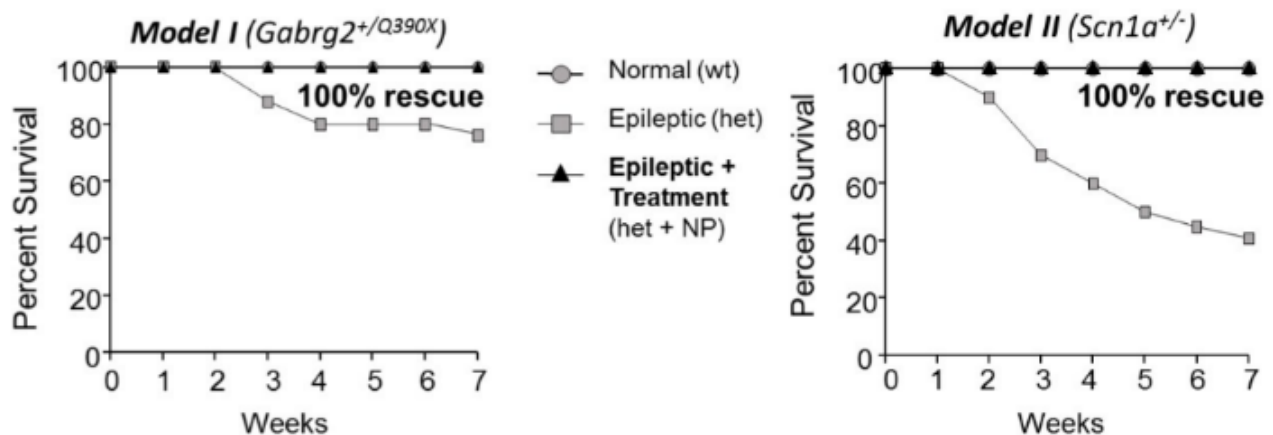 Model I (Gabrg2+/Q390X)
Percent Survival
100
80
60
40
20
0
100% rescue
0 1 2 3 4 5 6 7
Weeks
Normal (wt)
Epileptic (het)
Epileptic +
Treatment
(het + NP)
Model II (Scn1a+/-)
Percent Survival
100
80
60
40
20
0
100% rescue
0 1 2 3 4 5 6 7
Weeks